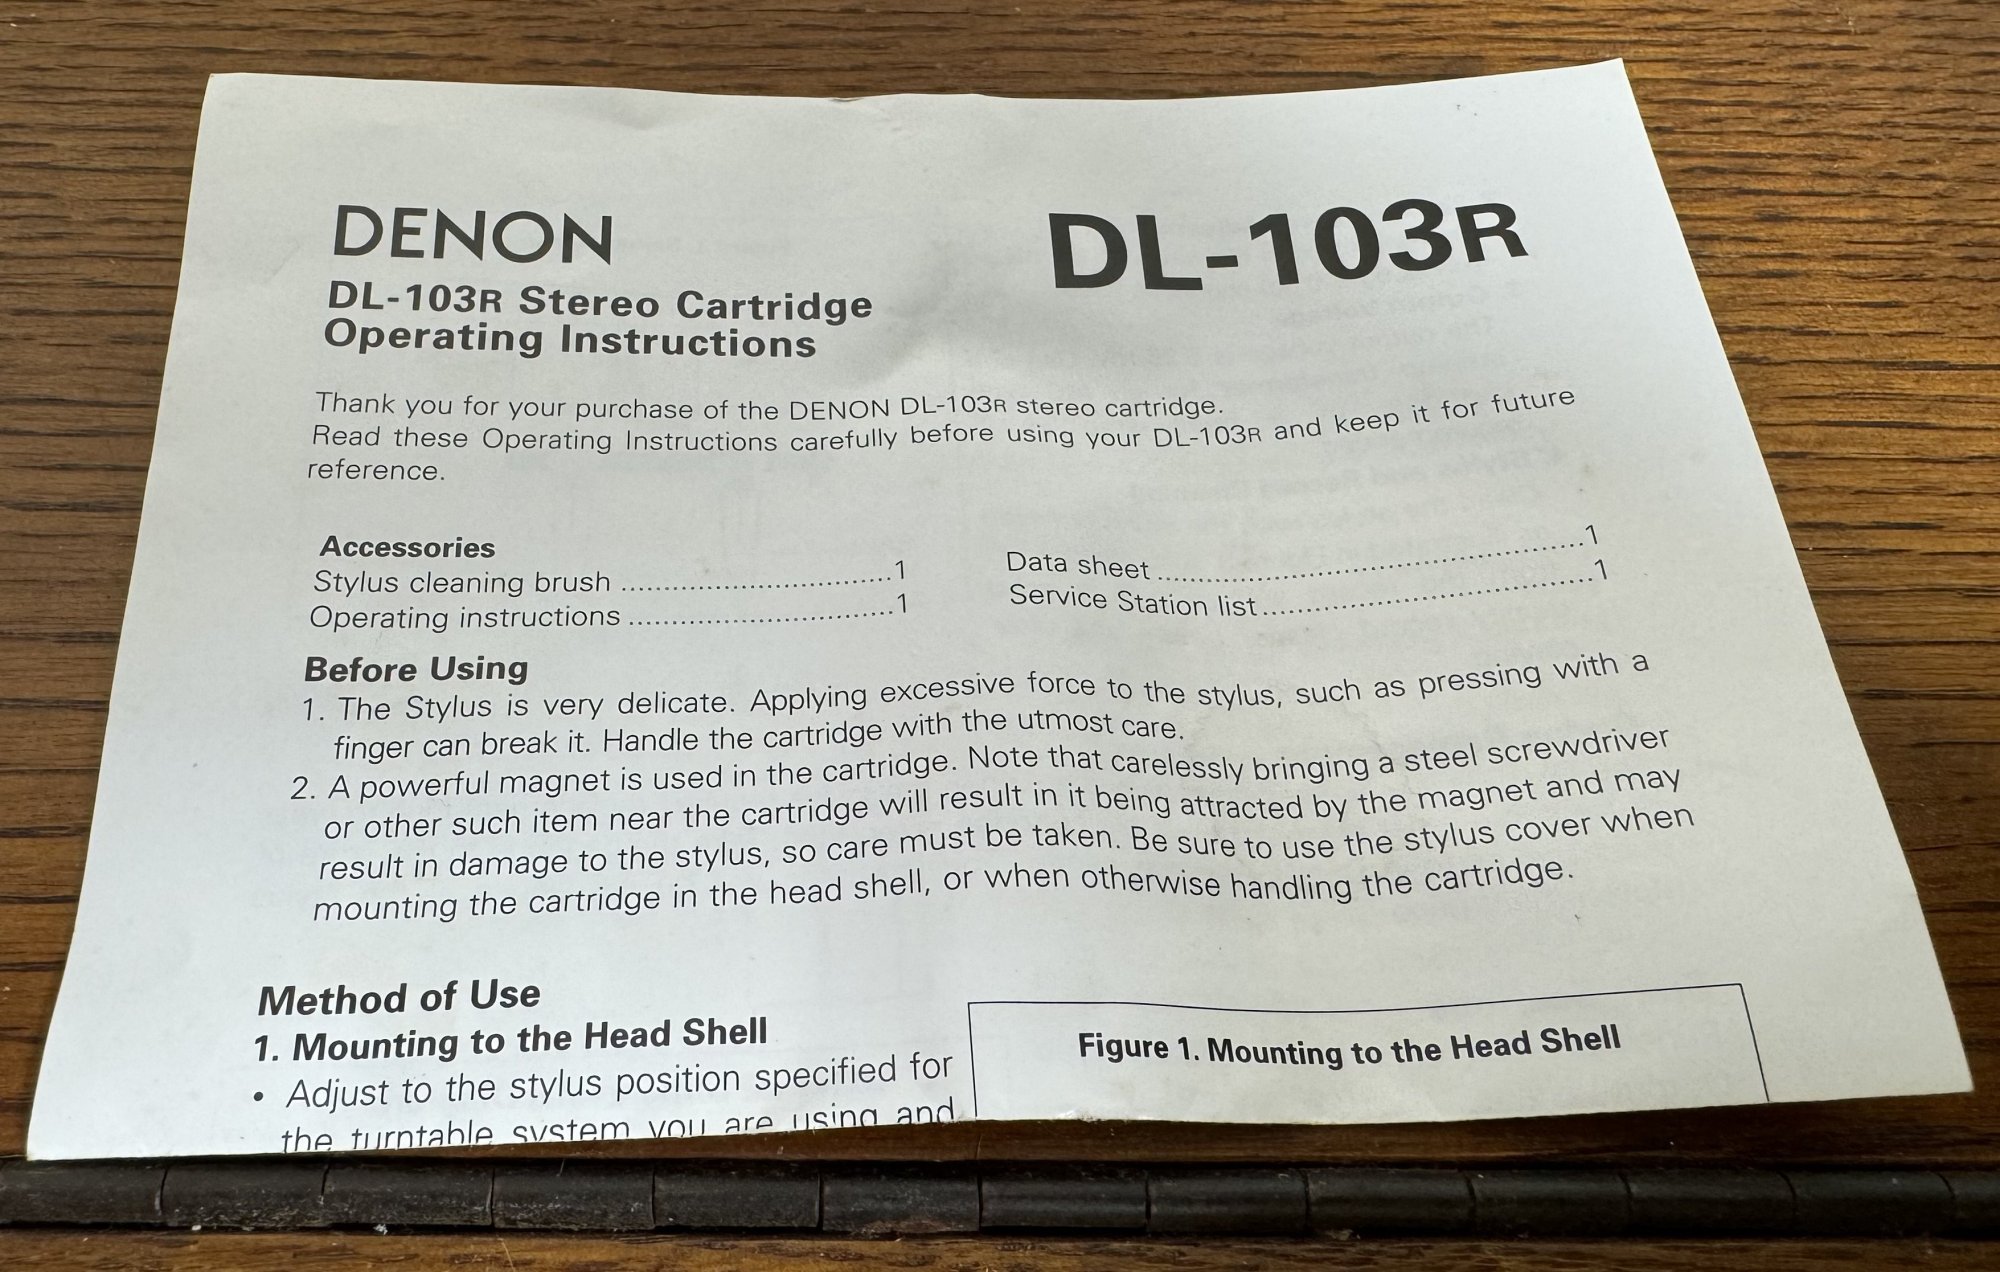 DENON
DL-103R
DL-103R Stereo Cartridge
Operating Instructions
Thank you for your purchase of the DENON DL-103R stereo cartridge.
Read these Operating Instructions carefully before using your DL-103R and keep it for future
reference.
Accessories
Stylus cleaning brush ................................1
Operating instructions ...............................1
Data sheet ..................................................1
Service Station list.......................................1
Before Using
1. The Stylus is very delicate. Applying excessive force to the stylus, such as pressing with a
finger can break it. Handle the cartridge with the utmost care.
2. A powerful magnet is used in the cartridge. Note that carelessly bringing a steel screwdriver
or other such item near the cartridge will result in it being attracted by the magnet and may
result in damage to the stylus, so care must be taken. Be sure to use the stylus cover when
mounting the cartridge in the head shell, or when otherwise handling the cartridge.
Method of Use
1. Mounting to the Head Shell
• Adjust to the stylus position specified for
the turntable system you are using and
Figure 1. Mounting to the Head Shell